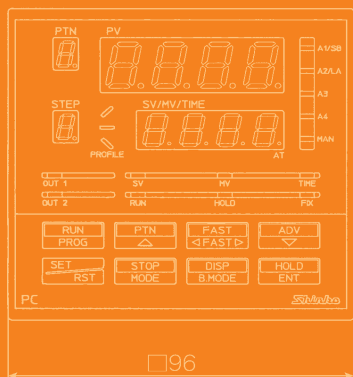 PTN PV
STEP SV/MV/TIME
PROFILE AT
A1/SB
A2/LA
A3
A4
MAN
OUT 1 SV MV TIME
OUT 2 RUN HOLD FIX
RUN PTN FAST ADV
PROG △ ◁FAST▷ ▽
SET STOP DISP HOLD
RST MODE B.MODE ENT
PC Shinko
□96